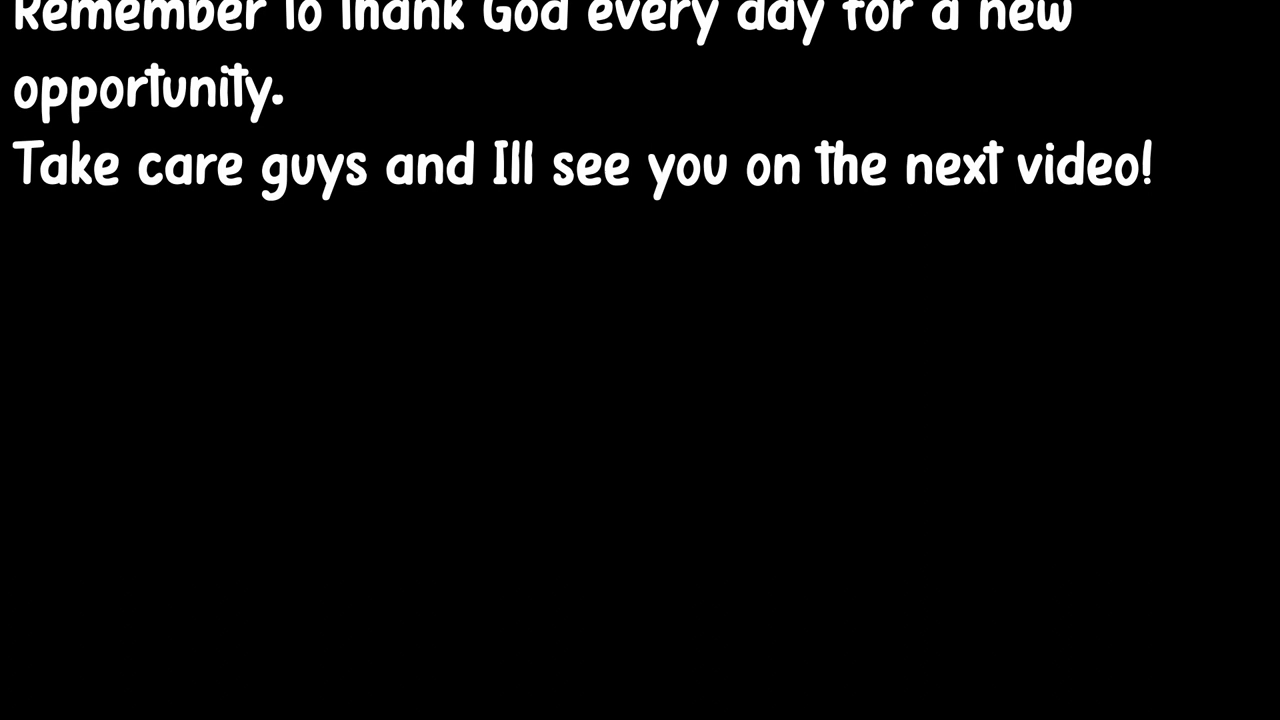 Remember to thank God every day for a new
opportunity.
Take care guys and Ill see you on the next video!